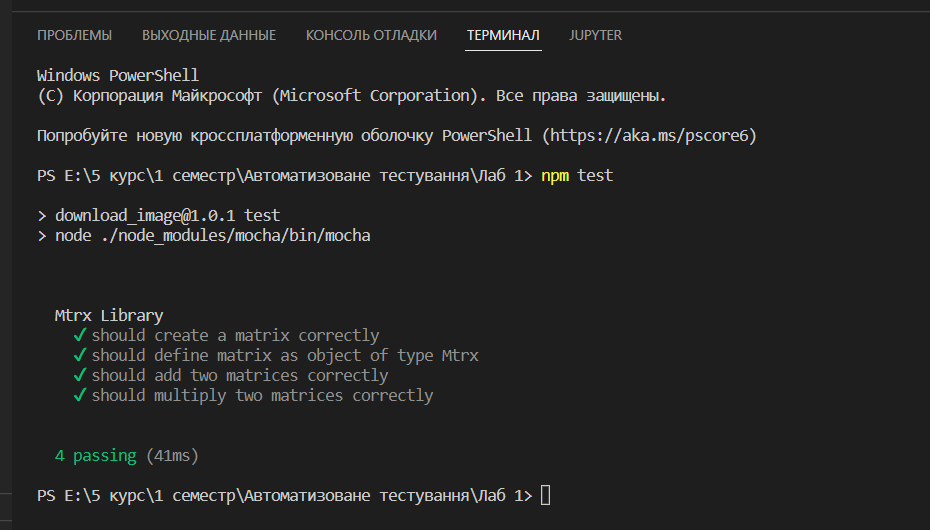 ПРОБЛЕМЫ ВЫХОДНЫЕ ДАННЫЕ КОНСОЛЬ ОТЛАДКИ ТЕРМИНАЛ JUPYTER
Windows PowerShell
(C) Корпорация Майкрософт (Microsoft Corporation). Все права защищены.
Попробуйте новую кроссплатформенную оболочку PowerShell (https://aka.ms/pscore6)
PS E:\5 курс\1 семестр\Автоматизоване тестування\Лаб 1> npm test
> download_image@1.0.1 test
> node ./node_modules/mocha/bin/mocha
Mtrx Library
✓ should create a matrix correctly
✓ should define matrix as object of type Mtrx
✓ should add two matrices correctly
✓ should multiply two matrices correctly
4 passing (41ms)
PS E:\5 курс\1 семестр\Автоматизоване тестування\Лаб 1>